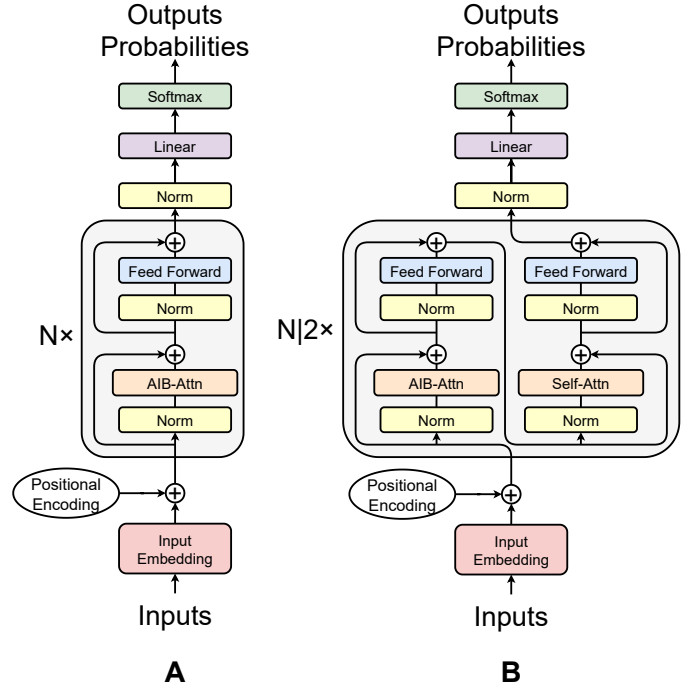 Outputs
Probabilities
Softmax
Linear
Norm
Feed Forward
Norm
N×
AIB-Attn
Norm
Positional
Encoding
Input
Embedding
Inputs
A
Outputs
Probabilities
Softmax
Linear
Norm
Feed Forward
Feed Forward
Norm
Norm
N|2×
AIB-Attn
Self-Attn
Norm
Norm
Positional
Encoding
Input
Embedding
Inputs
B